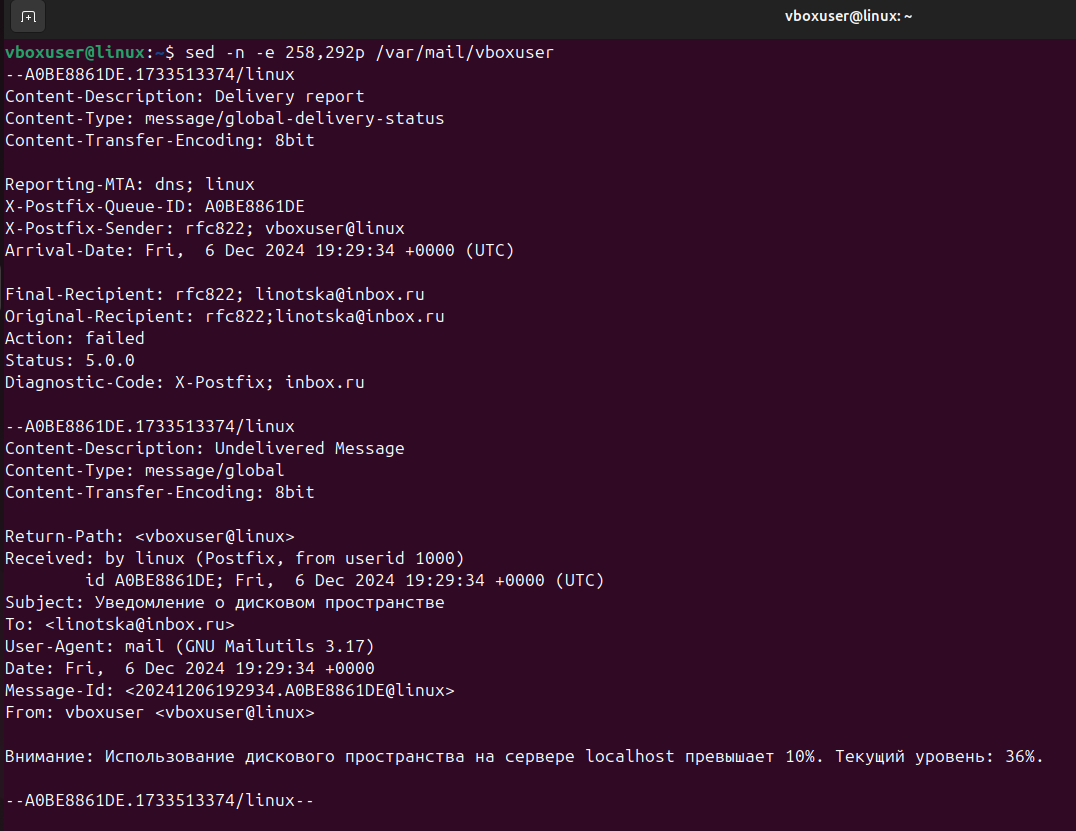 vboxuser@linux: ~
vboxuser@linux:~$ sed -n -e 258,292p /var/mail/vboxuser
--A0BE8861DE.1733513374/linux
Content-Description: Delivery report
Content-Type: message/global-delivery-status
Content-Transfer-Encoding: 8bit

Reporting-MTA: dns; linux
X-Postfix-Queue-ID: A0BE8861DE
X-Postfix-Sender: rfc822; vboxuser@linux
Arrival-Date: Fri,  6 Dec 2024 19:29:34 +0000 (UTC)

Final-Recipient: rfc822; linotska@inbox.ru
Original-Recipient: rfc822;linotska@inbox.ru
Action: failed
Status: 5.0.0
Diagnostic-Code: X-Postfix; inbox.ru

--A0BE8861DE.1733513374/linux
Content-Description: Undelivered Message
Content-Type: message/global
Content-Transfer-Encoding: 8bit

Return-Path: <vboxuser@linux>
Received: by linux (Postfix, from userid 1000)
        id A0BE8861DE; Fri,  6 Dec 2024 19:29:34 +0000 (UTC)
Subject: Уведомление о дисковом пространстве
To: <linotska@inbox.ru>
User-Agent: mail (GNU Mailutils 3.17)
Date: Fri,  6 Dec 2024 19:29:34 +0000
Message-Id: <20241206192934.A0BE8861DE@linux>
From: vboxuser <vboxuser@linux>

Внимание: Использование дискового пространства на сервере localhost превышает 10%. Текущий уровень: 36%.

--A0BE8861DE.1733513374/linux--